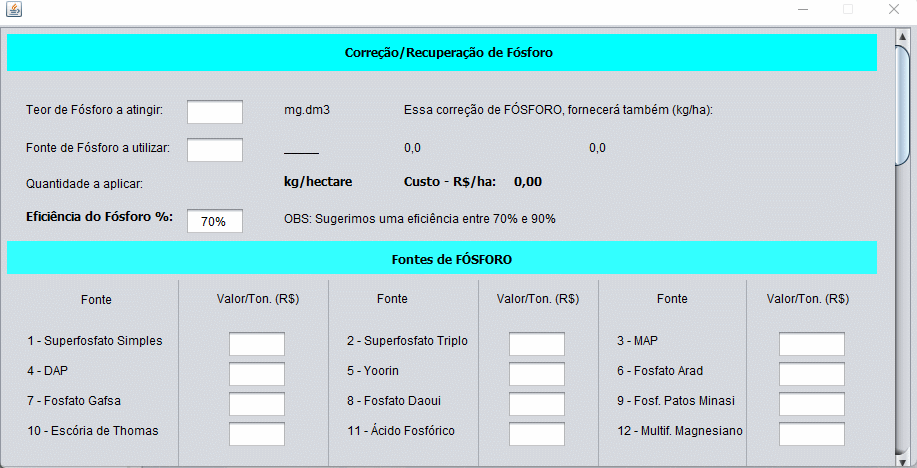 Correção/Recuperação de Fósforo
Teor de Fósforo a atingir: mg.dm3 Essa correção de FÓSFORO, fornecerá também (kg/ha):
Fonte de Fósforo a utilizar: _____ 0,0 0,0
Quantidade a aplicar: kg/hectare Custo - R$/ha: 0,00
Eficiência do Fósforo %: 70% OBS: Sugerimos uma eficiência entre 70% e 90%
Fontes de FÓSFORO
Fonte Valor/Ton. (R$) Fonte Valor/Ton. (R$) Fonte Valor/Ton. (R$)
1 - Superfosfato Simples 2 - Superfosfato Triplo 3 - MAP
4 - DAP 5 - Yoorin 6 - Fosfato Arad
7 - Fosfato Gafsa 8 - Fosfato Daoui 9 - Fosf. Patos Minasi
10 - Escória de Thomas 11 - Ácido Fosfórico 12 - Multif. Magnesiano